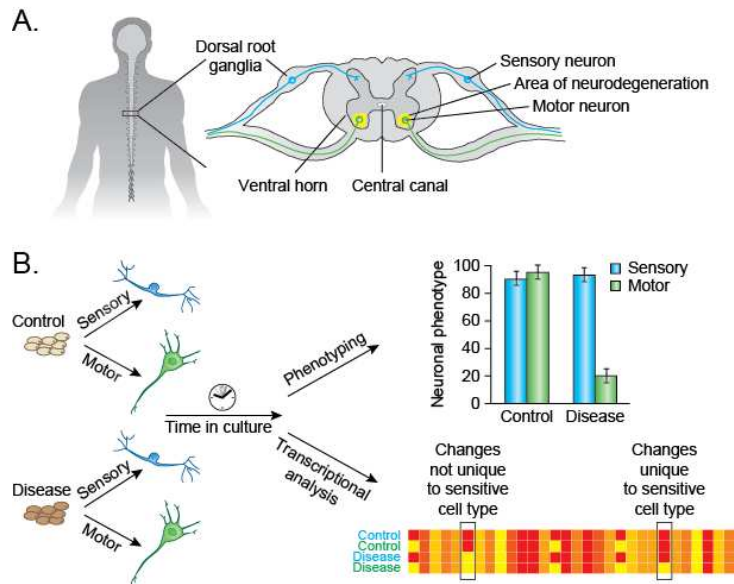 A.
Dorsal root
ganglia
Sensory neuron
Area of neurodegeneration
Motor neuron
Ventral horn
Central canal
B.
Control
Sensory
Motor
Disease
Sensory
Motor
Time in culture
Phenotyping
Transcriptional
analysis
Neuronal phenotype
100
80
60
40
20
0
Sensory
Motor
Control
Disease
Changes
not unique
to sensitive
cell type
Changes
unique
to sensitive
cell type
Control
Control
Disease
Disease